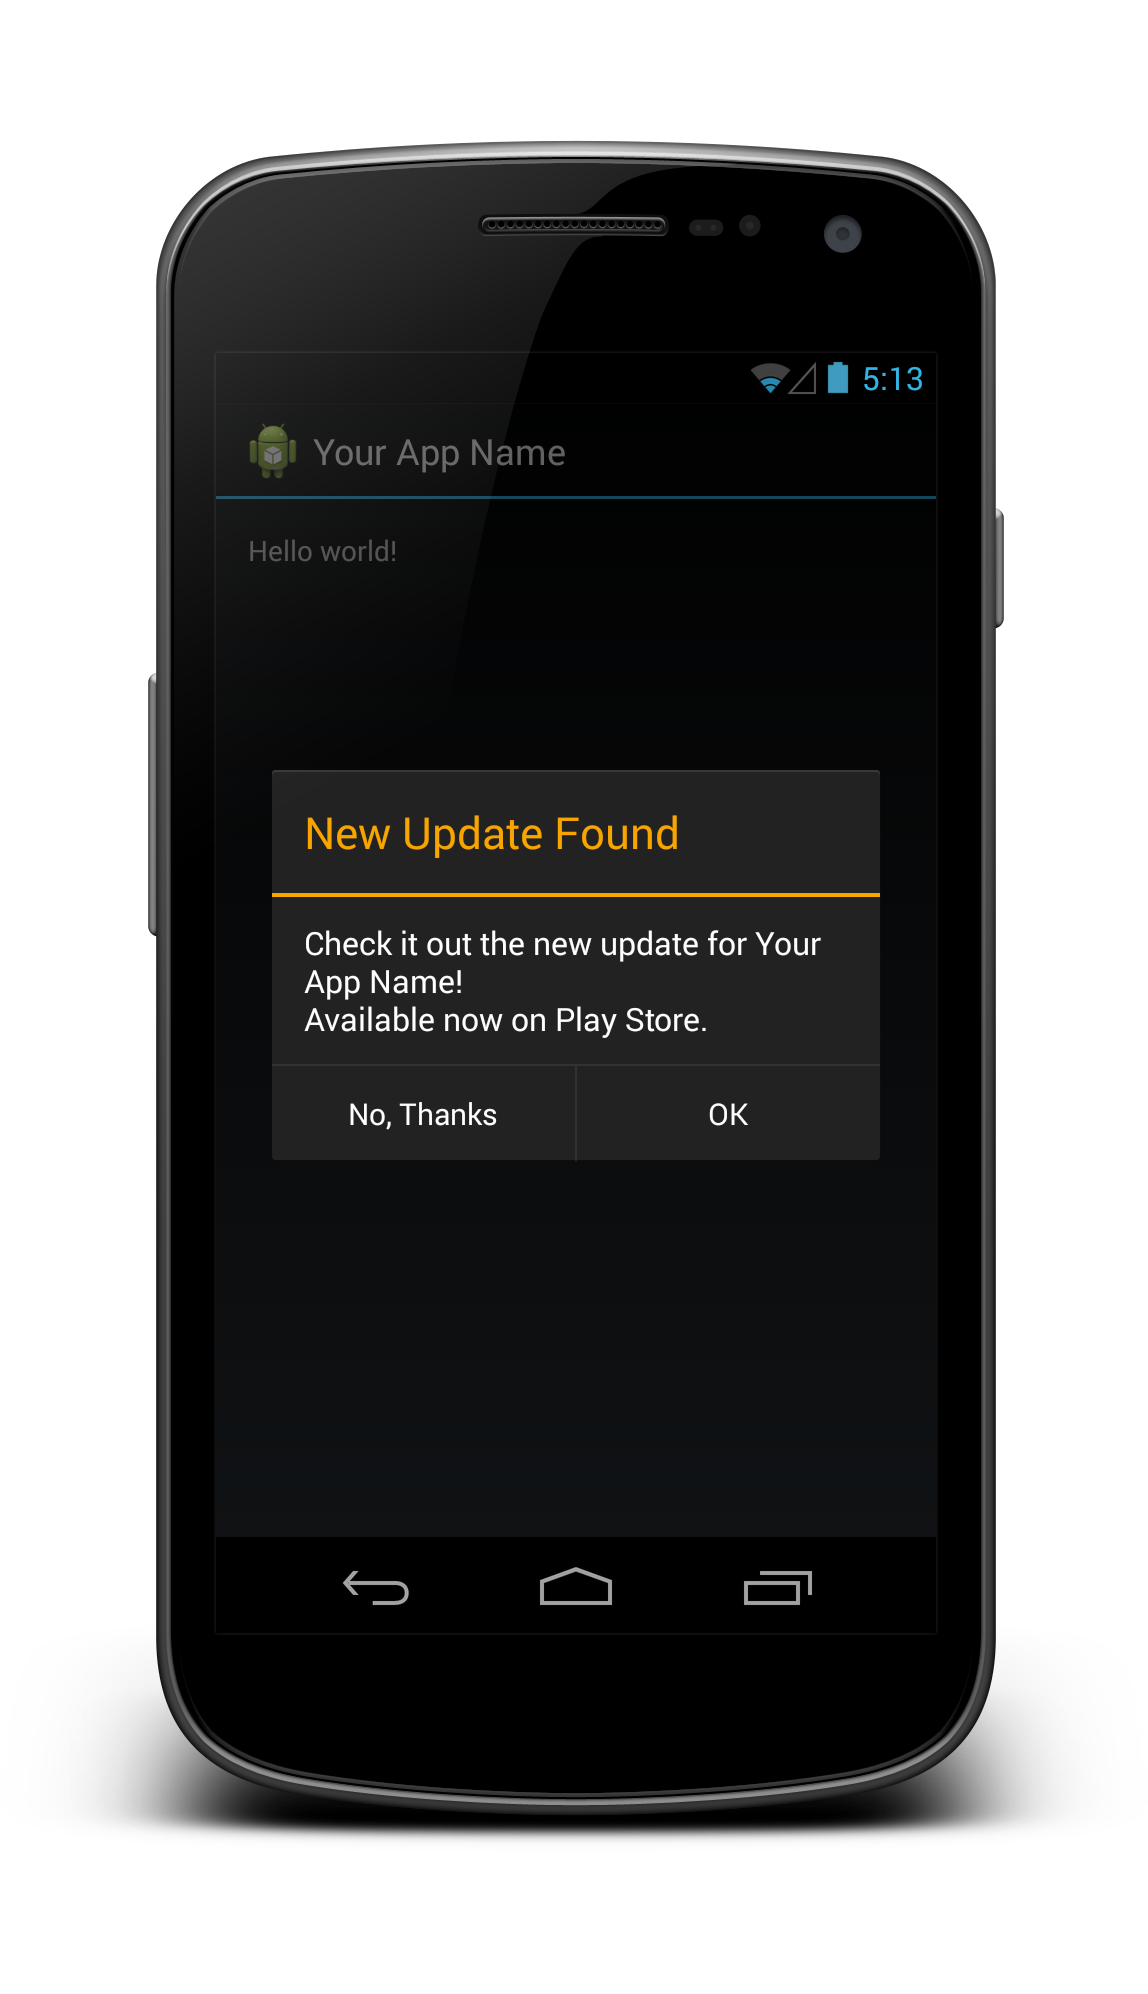 5:13
Your App Name
Hello world!
New Update Found
Check it out the new update for Your
App Name!
Available now on Play Store.
No, Thanks
OK